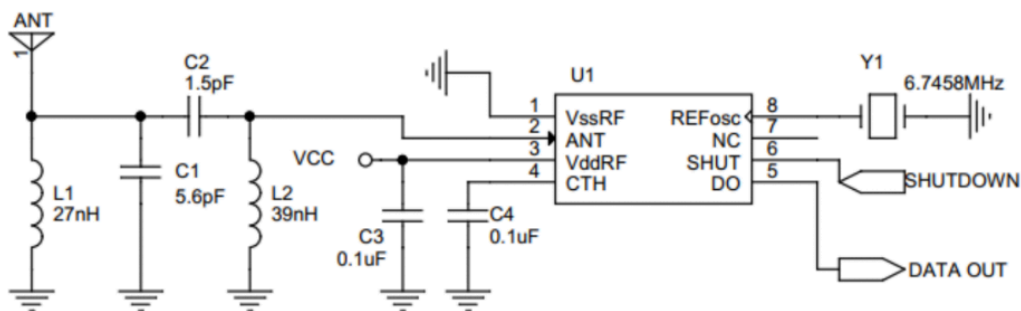 ANT
1
C2
1.5pF
L1
27nH
C1
5.6pF
L2
39nH
VCC
C3
0.1uF
C4
0.1uF
U1
1 VssRF
2 ANT
3 VddRF
4 CTH
REFosc 8
NC 7
SHUT 6
DO 5
Y1
6.7458MHz
SHUTDOWN
DATA OUT